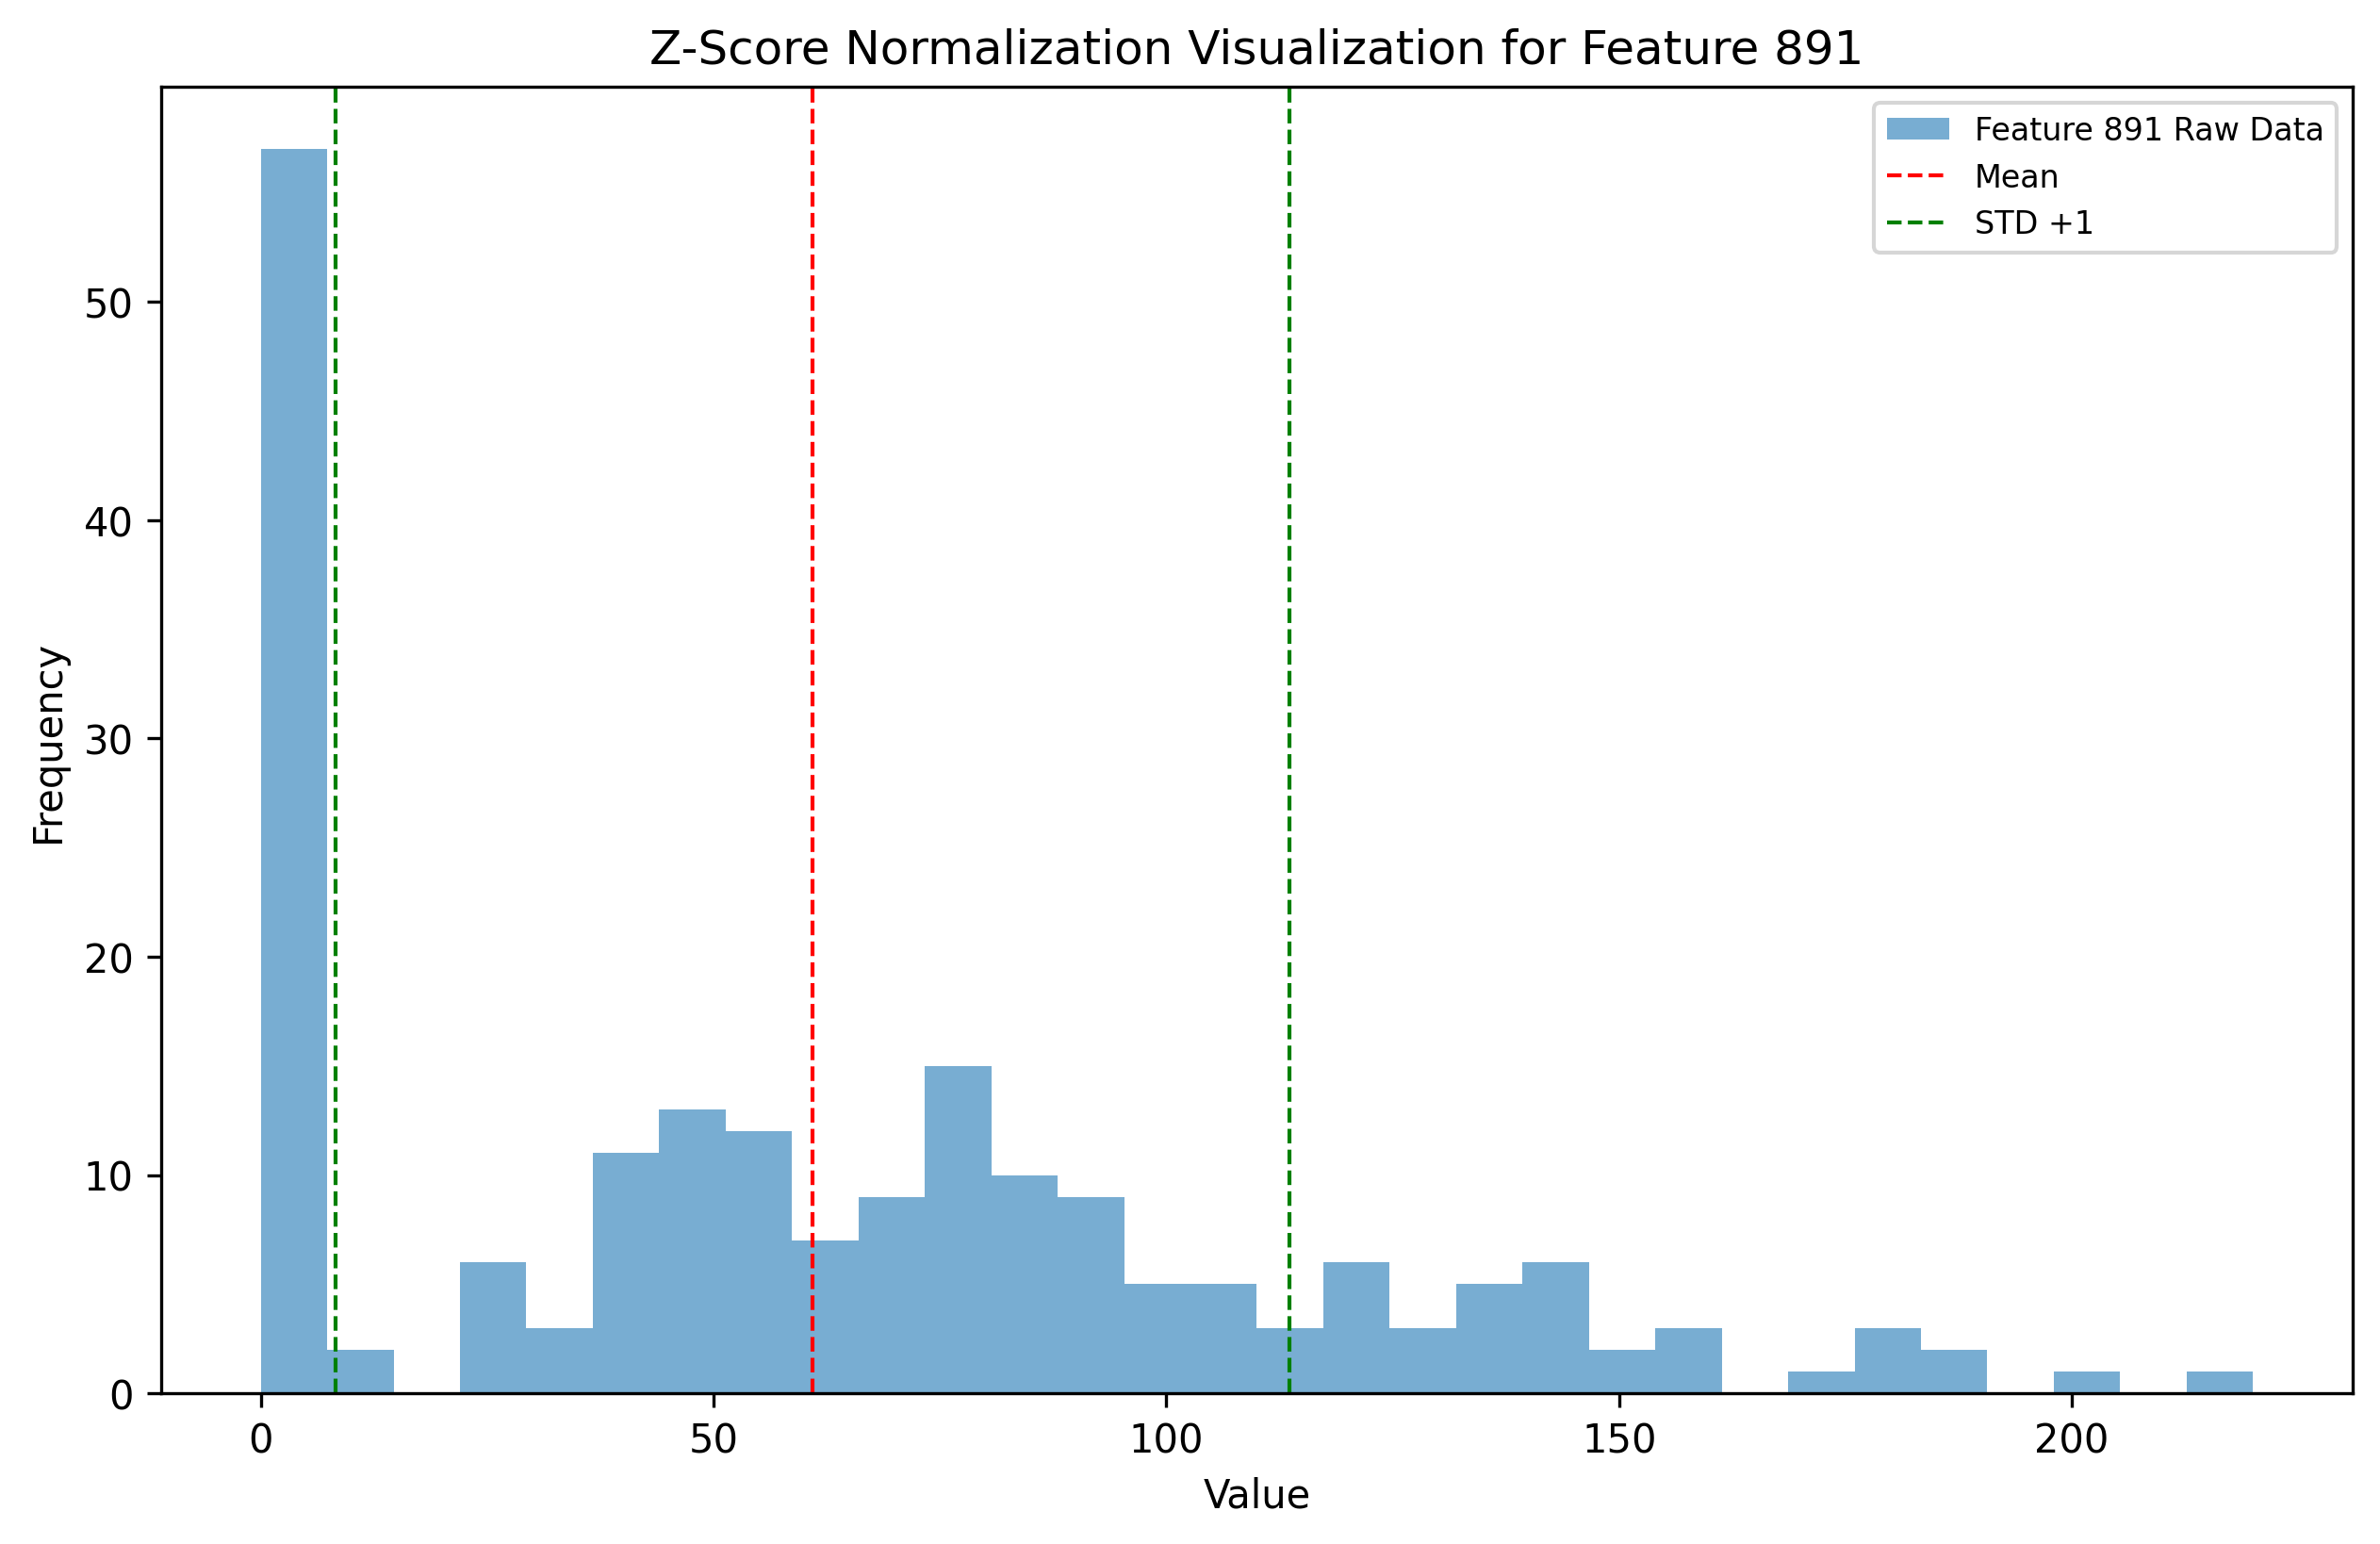 Z-Score Normalization Visualization for Feature 891
Feature 891 Raw Data
Mean
STD +1
Frequency
50
40
30
20
10
0
0 50 100 150 200
Value